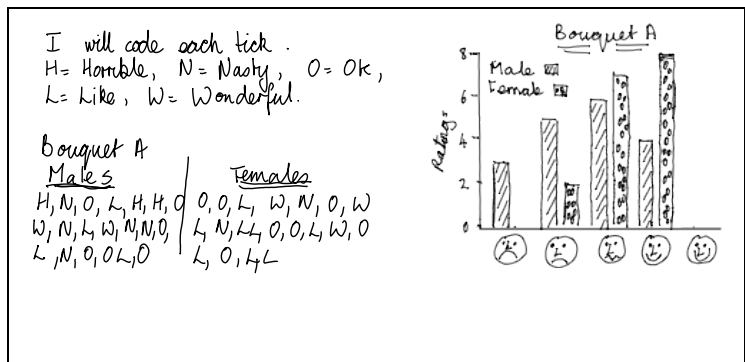 I will code each tick.
H = Horrible, N = Nasty, O = Ok,
L = Like, W = Wonderful.
Bouquet A
Males
H, N, O, L, H, H, O
W, N, L, W, N, N, O,
L, N, O, O L, O
Females
O, O, L, W, N, O, W
L, N, L, L, O, O, L, W, O
L, O, L, L
Bouquet A
Male
Female
Ratings
8
6
4
2
0